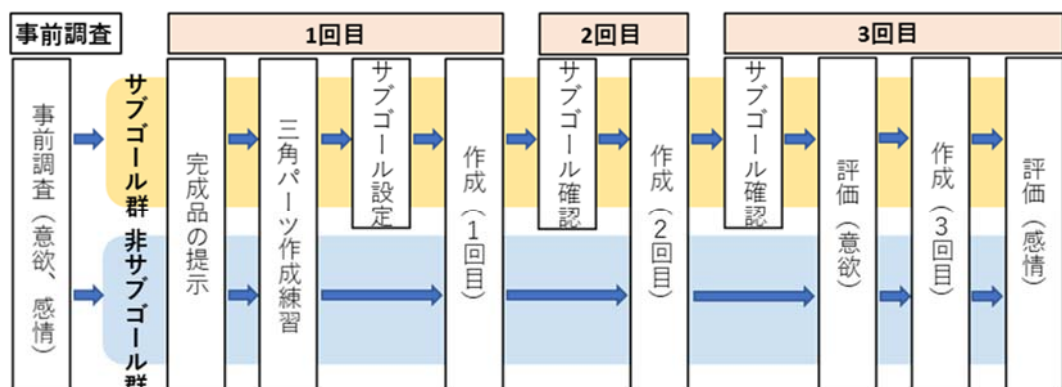 事前調査
1回目
2回目
3回目
事前調査（意欲、感情）
サブゴール群
非サブゴール群
完成品の提示
三角パーツ作成練習
サブゴール設定
作成（1回目）
サブゴール確認
作成（2回目）
サブゴール確認
評価（意欲）
作成（3回目）
評価（感情）